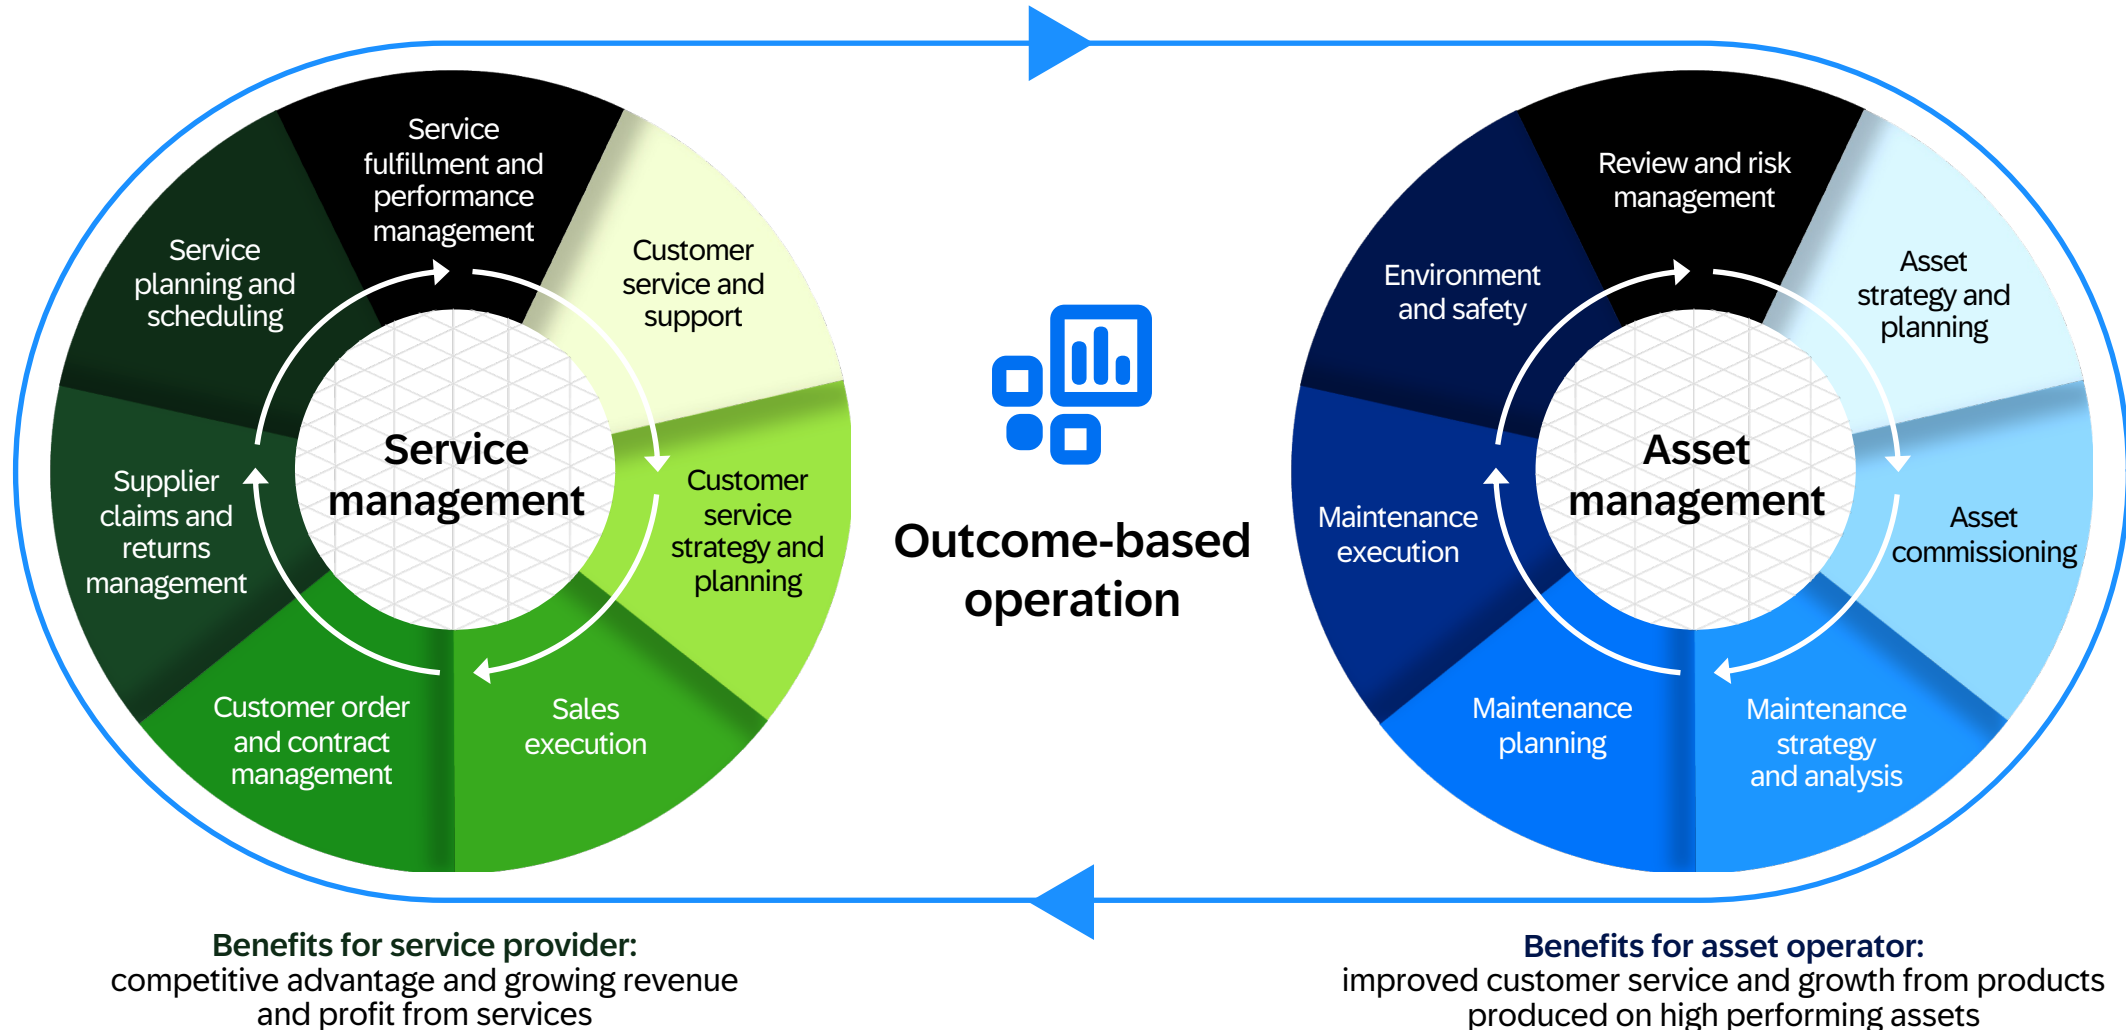 Service
fulfillment and
performance
management
Customer
service and
support
Customer
service
strategy and
planning
Sales
execution
Customer order
and contract
management
Supplier
claims and
returns
management
Service
planning and
scheduling
Service
management
Outcome-based
operation
Review and risk
management
Asset
strategy and
planning
Asset
commissioning
Maintenance
strategy
and analysis
Maintenance
planning
Maintenance
execution
Environment
and safety
Asset
management
Benefits for service provider:
competitive advantage and growing revenue
and profit from services
Benefits for asset operator:
improved customer service and growth from products
produced on high performing assets